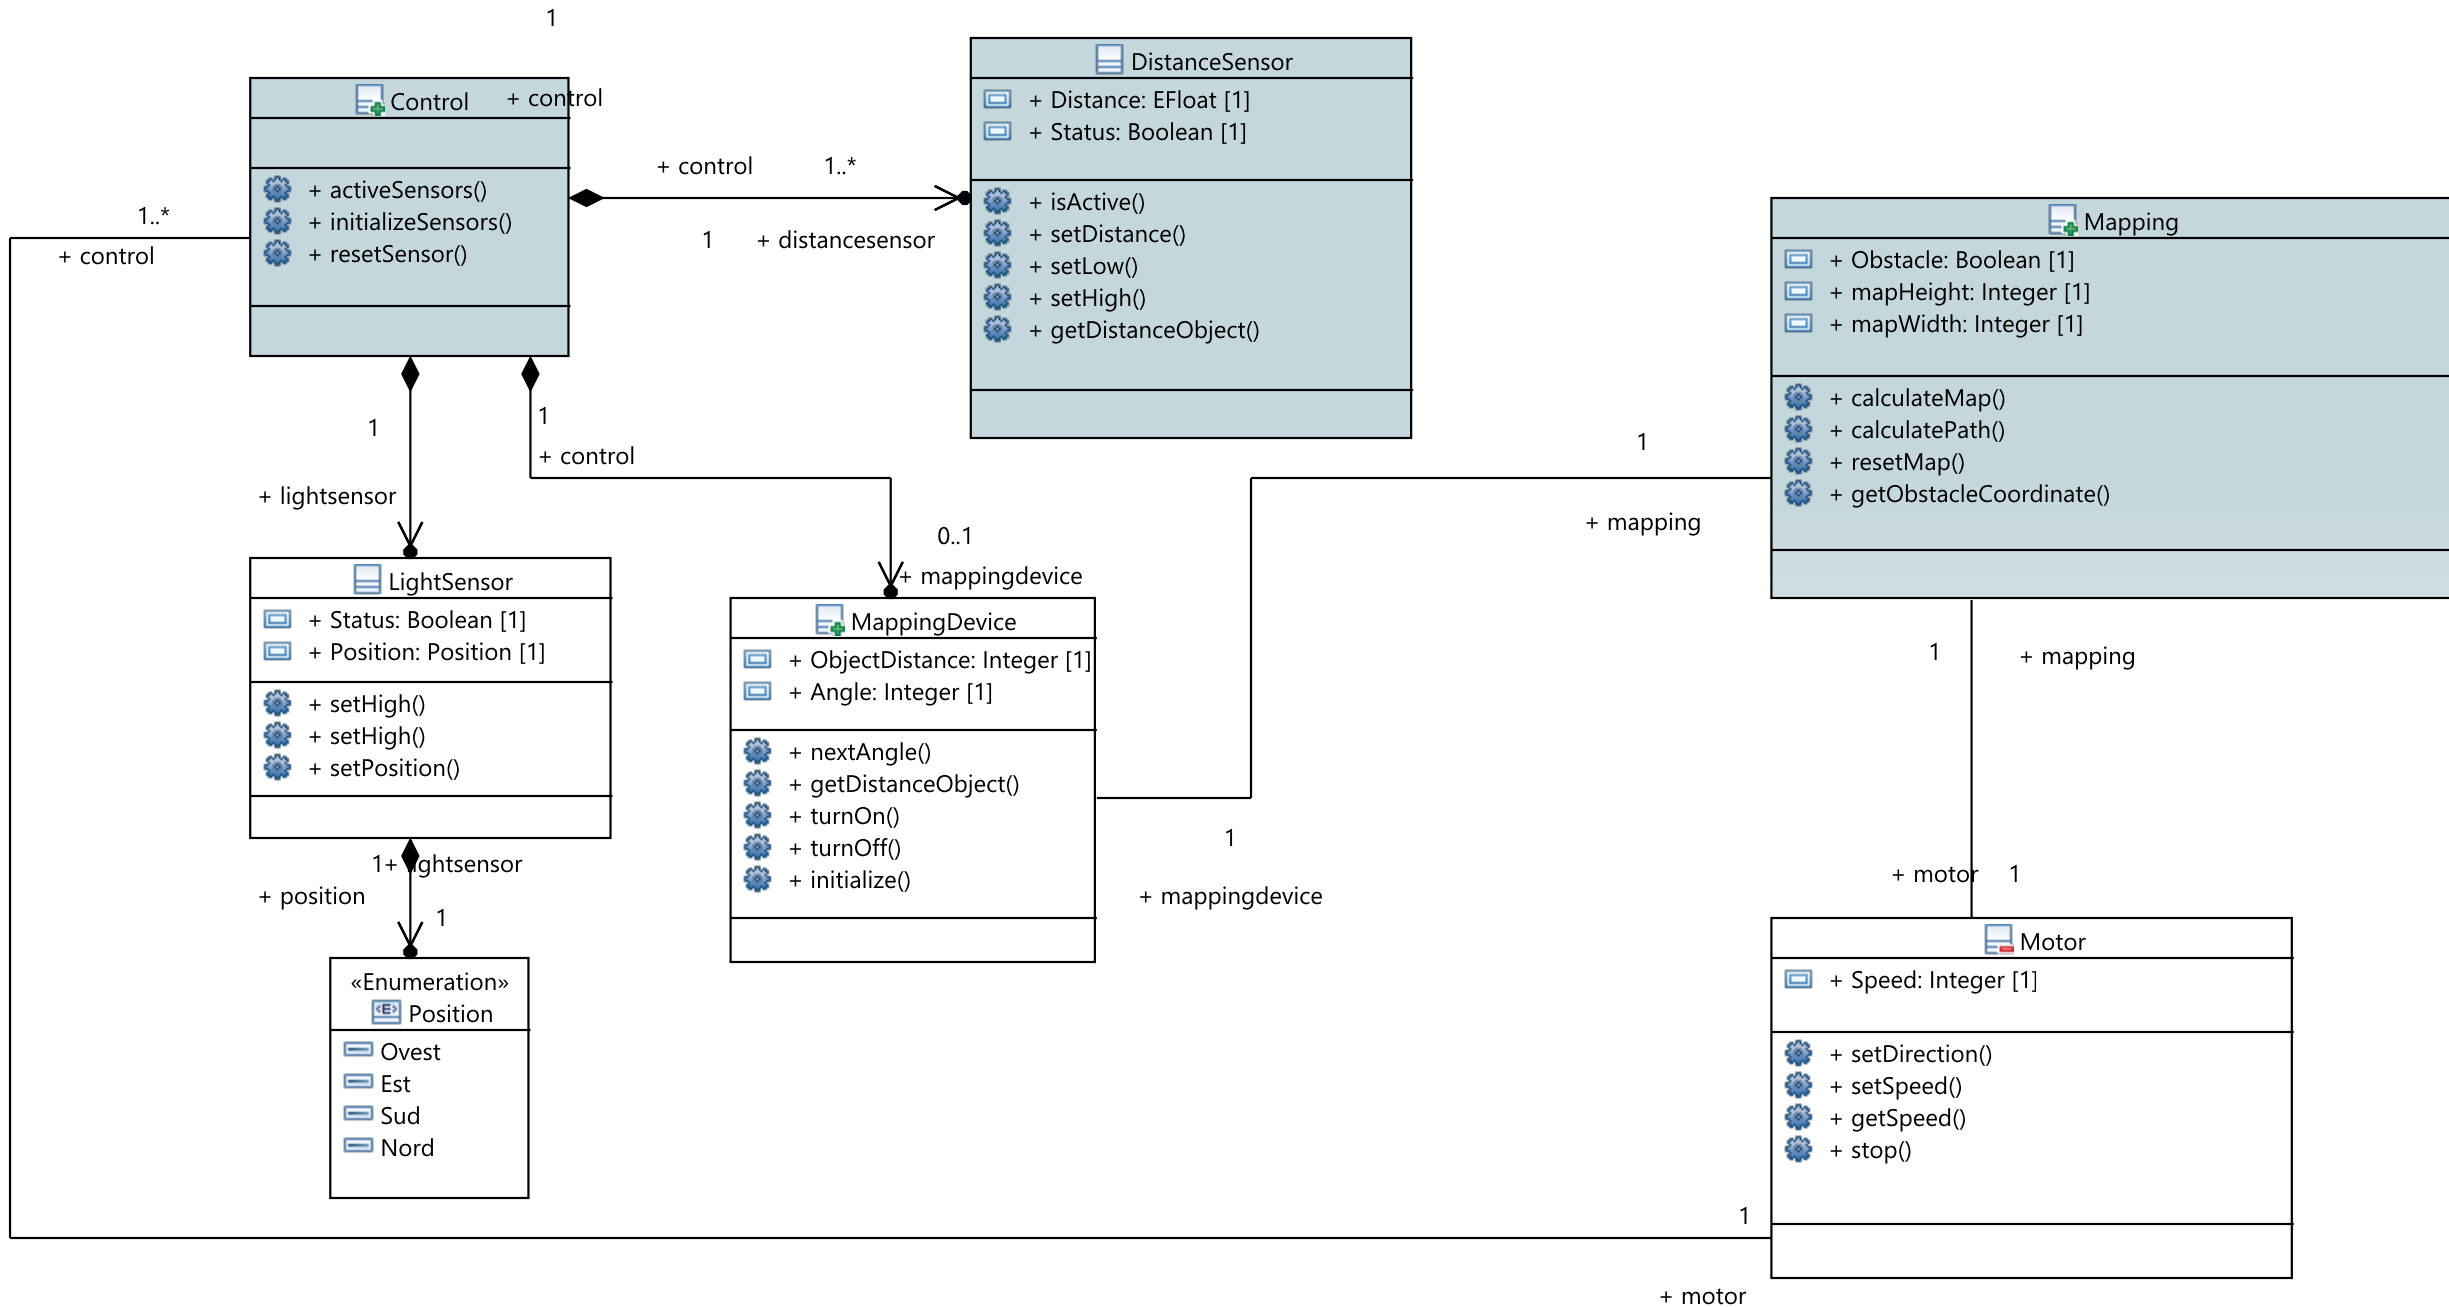 1
Control
+ control
+ activeSensors()
+ initializeSensors()
+ resetSensor()
1..*
+ control
+ control
1..*
1
+ distancesensor
DistanceSensor
+ Distance: EFloat [1]
+ Status: Boolean [1]
+ isActive()
+ setDistance()
+ setLow()
+ setHigh()
+ getDistanceObject()
Mapping
+ Obstacle: Boolean [1]
+ mapHeight: Integer [1]
+ mapWidth: Integer [1]
+ calculateMap()
+ calculatePath()
+ resetMap()
+ getObstacleCoordinate()
1
+ lightsensor
1
+ control
0..1
+ mappingdevice
1
+ mapping
LightSensor
+ Status: Boolean [1]
+ Position: Position [1]
+ setHigh()
+ setHigh()
+ setPosition()
MappingDevice
+ ObjectDistance: Integer [1]
+ Angle: Integer [1]
+ nextAngle()
+ getDistanceObject()
+ turnOn()
+ turnOff()
+ initialize()
1
+ mappingdevice
1
+ mapping
+ motor
1
1
+ lightsensor
+ position
1
«Enumeration»
Position
Ovest
Est
Sud
Nord
Motor
+ Speed: Integer [1]
+ setDirection()
+ setSpeed()
+ getSpeed()
+ stop()
1
+ motor